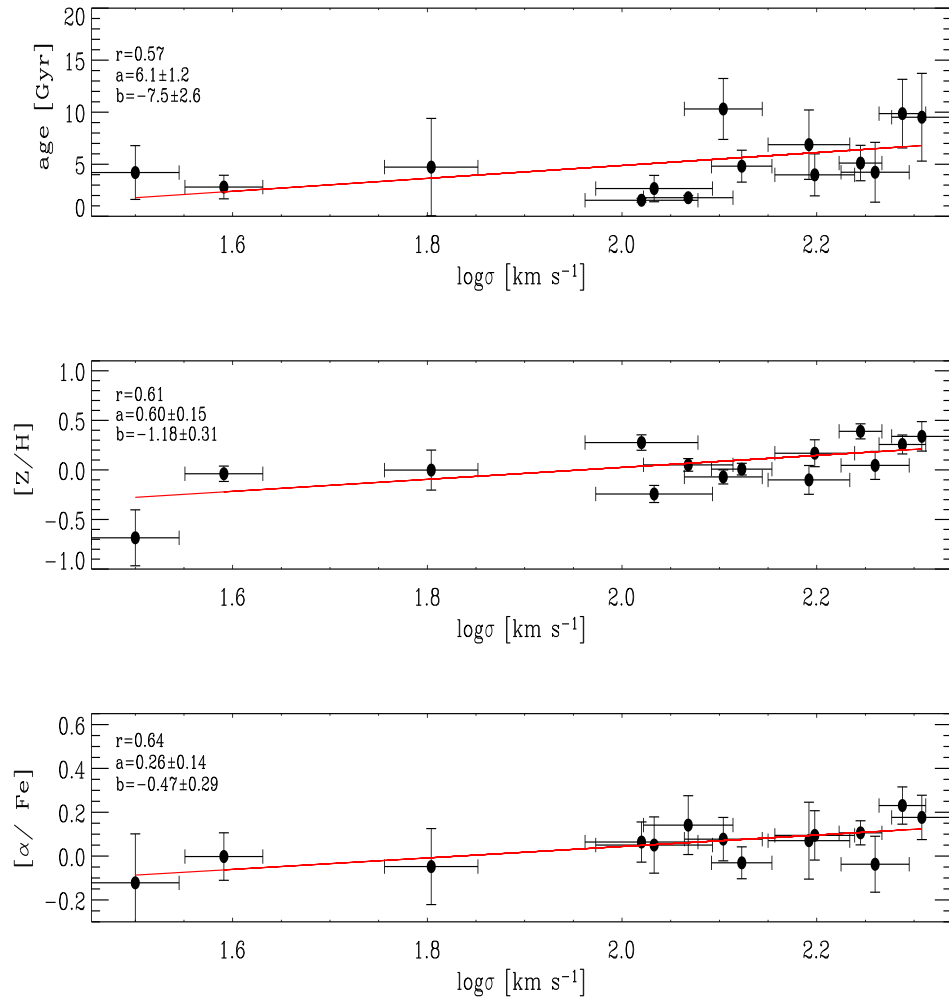 20
15
10
5
0
age [Gyr]
r=0.57
a=6.1±1.2
b=−7.5±2.6
1.6 1.8 2.0 2.2
logσ [km s⁻¹]
1.0
0.5
0.0
−0.5
−1.0
[Z/H]
r=0.61
a=0.60±0.15
b=−1.18±0.31
1.6 1.8 2.0 2.2
logσ [km s⁻¹]
0.6
0.4
0.2
0.0
−0.2
[α/ Fe]
r=0.64
a=0.26±0.14
b=−0.47±0.29
1.6 1.8 2.0 2.2
logσ [km s⁻¹]